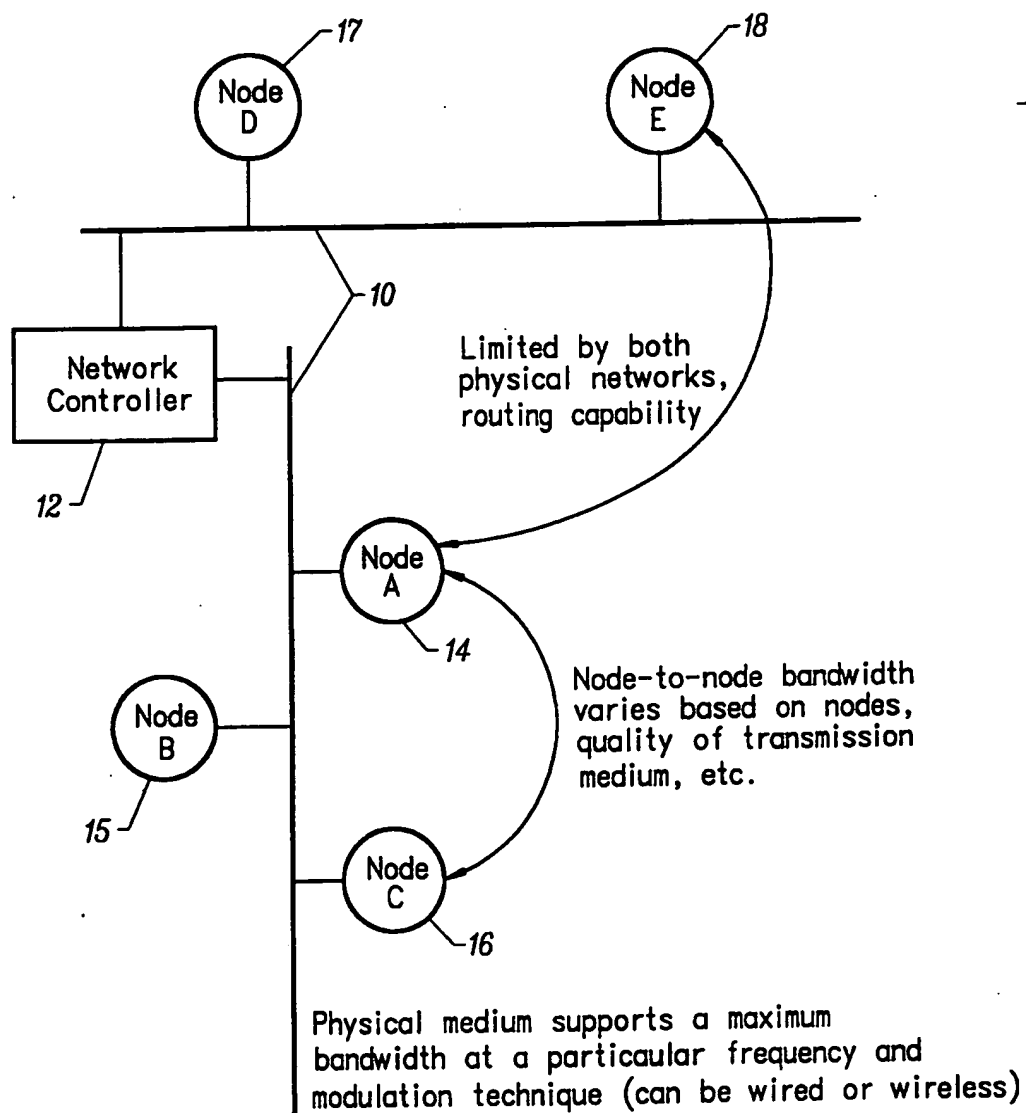 17
18
Node
D
Node
E
10
Network
Controller
12
Limited by both
physical networks,
routing capability
Node
A
14
Node-to-node bandwidth
varies based on nodes,
quality of transmission
medium, etc.
Node
B
15
Node
C
16
Physical medium supports a maximum
bandwidth at a particaular frequency and
modulation technique (can be wired or wireless)